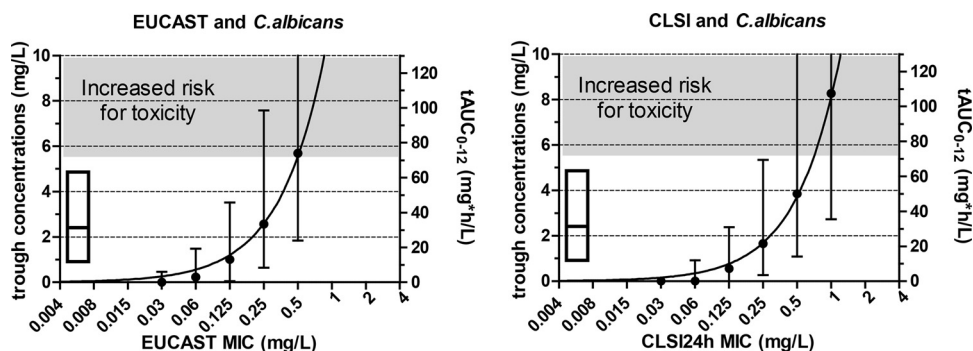 EUCAST and C.albicans
trough concentrations (mg/L)
10
8
6
4
2
0
Increased risk
for toxicity
120
100
80
60
40
20
0
tAUC0-12
(mg*h/L)
0.004 0.008 0.015 0.03 0.06 0.125 0.25 0.5 1 2 4
EUCAST MIC (mg/L)
CLSI and C.albicans
trough concentrations (mg/L)
10
8
6
4
2
0
Increased risk
for toxicity
120
100
80
60
40
20
0
tAUC0-12
(mg*h/L)
0.004 0.008 0.015 0.03 0.06 0.125 0.25 0.5 1 2 4
CLSI24h MIC (mg/L)